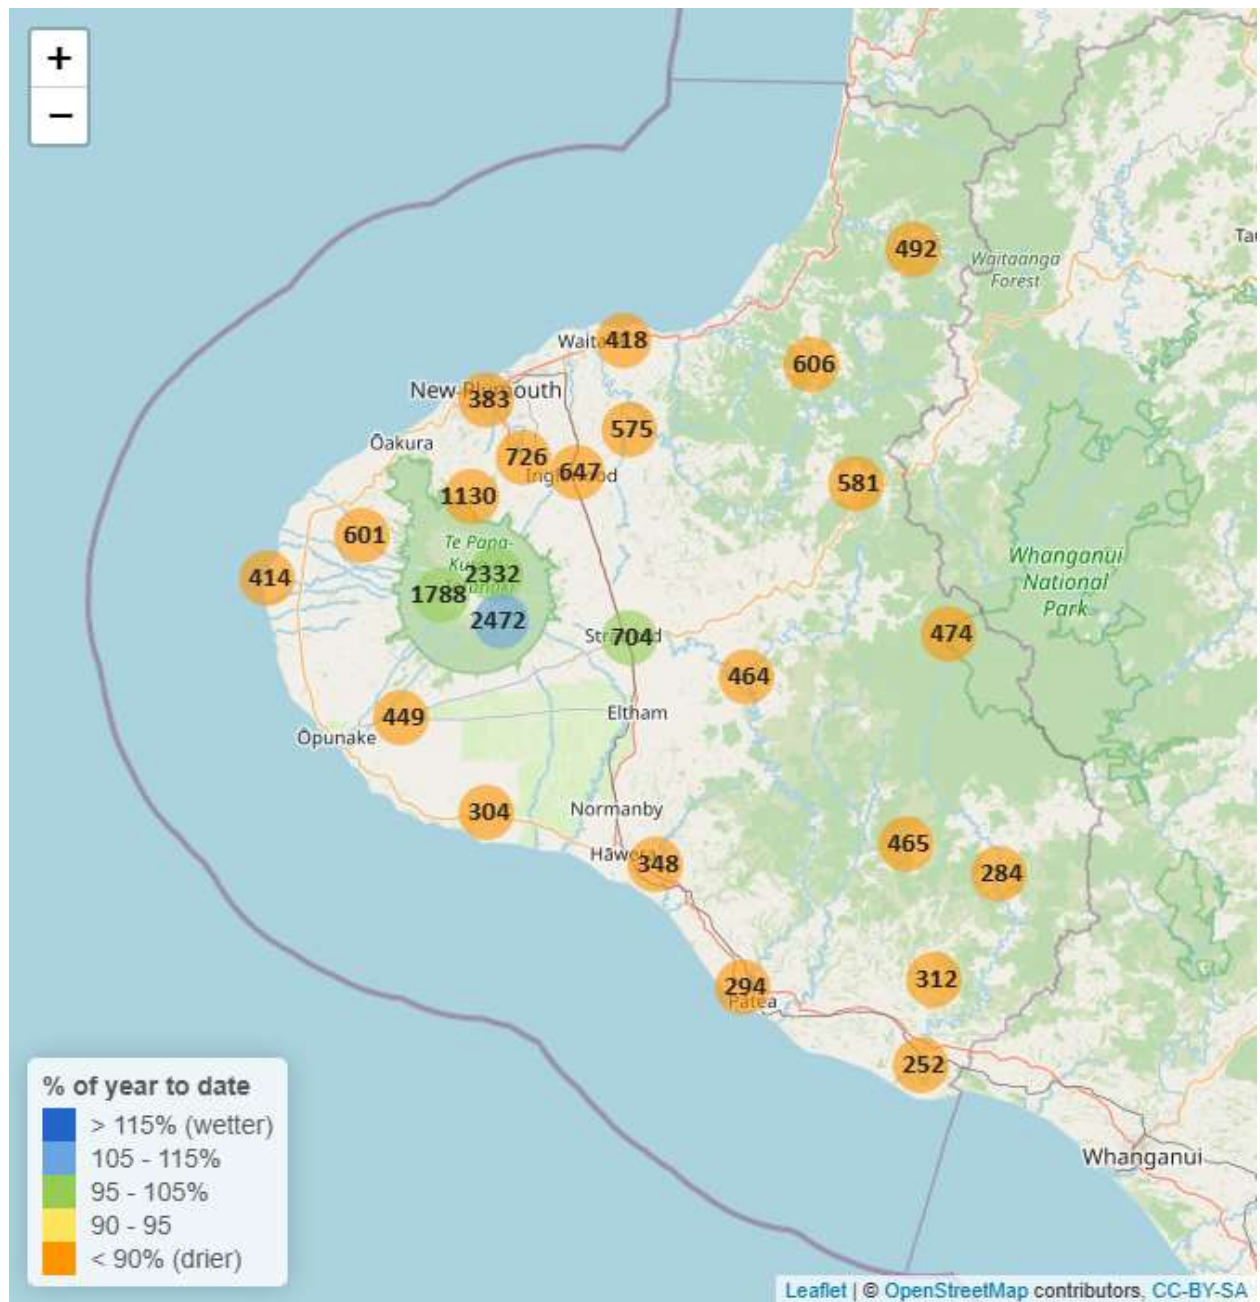 +
−
Tau
492
Waitaanga
Forest
418
606
New
383
outh
575
Ōakura
726
647
581
1130
601
Te Papa-
Whanganui
National
Park
2332
414
1788
2472
704
474
464
449
Eltham
Ōpunake
304
Normanby
465
348
284
312
294
Patea
252
Whanganui
% of year to date
> 115% (wetter)
105 - 115%
95 - 105%
90 - 95
< 90% (drier)
Leaflet | © OpenStreetMap contributors, CC-BY-SA